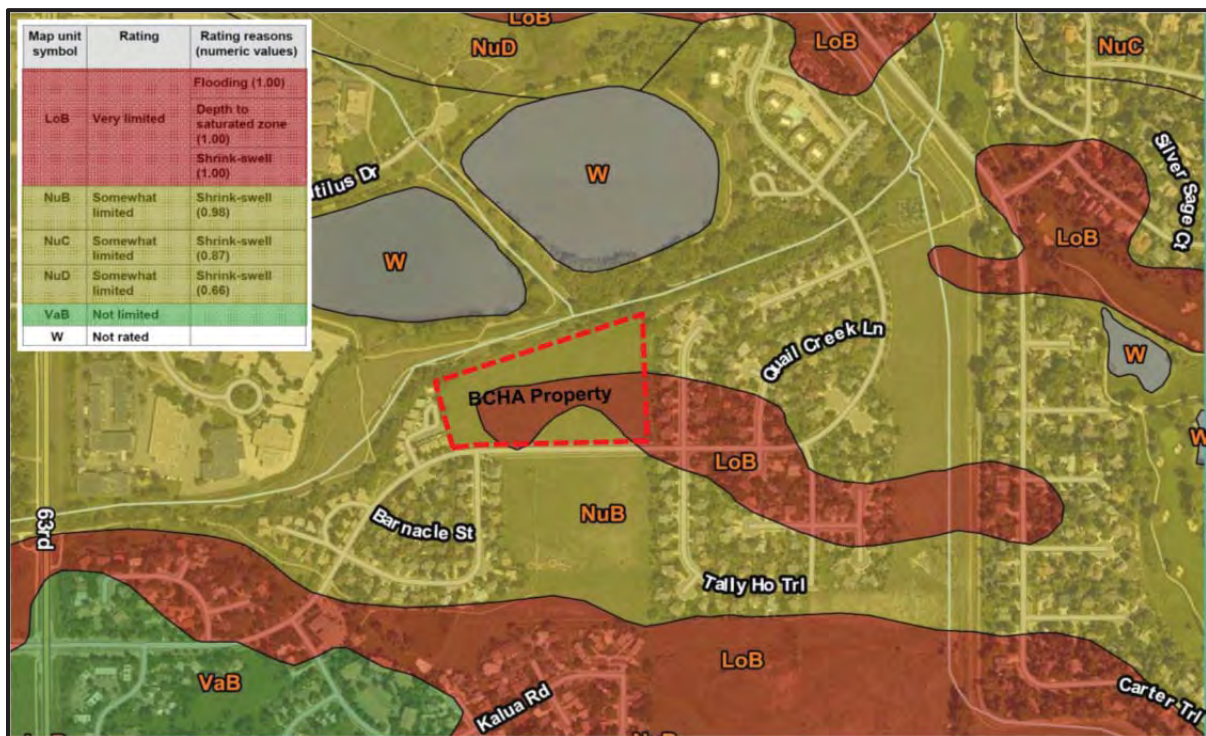 Map unit symbol Rating Rating reasons (numeric values)
LoB Very limited Flooding (1.00)
Depth to saturated zone (1.00)
Shrink-swell (1.00)
NuB Somewhat limited Shrink-swell (0.98)
NuC Somewhat limited Shrink-swell (0.87)
NuD Somewhat limited Shrink-swell (0.66)
VaB Not limited
W Not rated
LoB
NuD
LoB
NuC
Silver Sage Ct
W
tilus Dr
W
LoB
Quail Creek Ln
W
BCHA Property
W
LoB
NuB
63rd
Barnacle St
Tally Ho Trl
LoB
VaB
Kalua Rd
Carter Trl